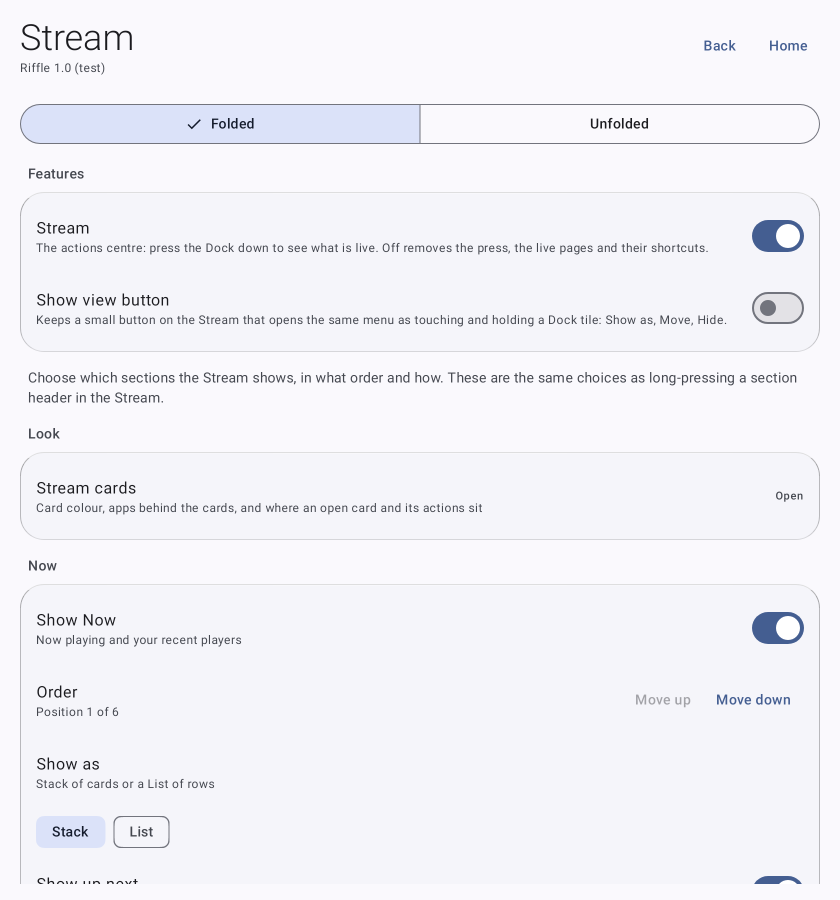 Stream
Riffle 1.0 (test)
Back
Home
Folded
Unfolded
Features
Stream
The actions centre: press the Dock down to see what is live. Off removes the press, the live pages and their shortcuts.
Show view button
Keeps a small button on the Stream that opens the same menu as touching and holding a Dock tile: Show as, Move, Hide.
Choose which sections the Stream shows, in what order and how. These are the same choices as long-pressing a section
header in the Stream.
Look
Stream cards
Card colour, apps behind the cards, and where an open card and its actions sit
Open
Now
Show Now
Now playing and your recent players
Order
Position 1 of 6
Move up
Move down
Show as
Stack of cards or a List of rows
Stack
List
Show up next